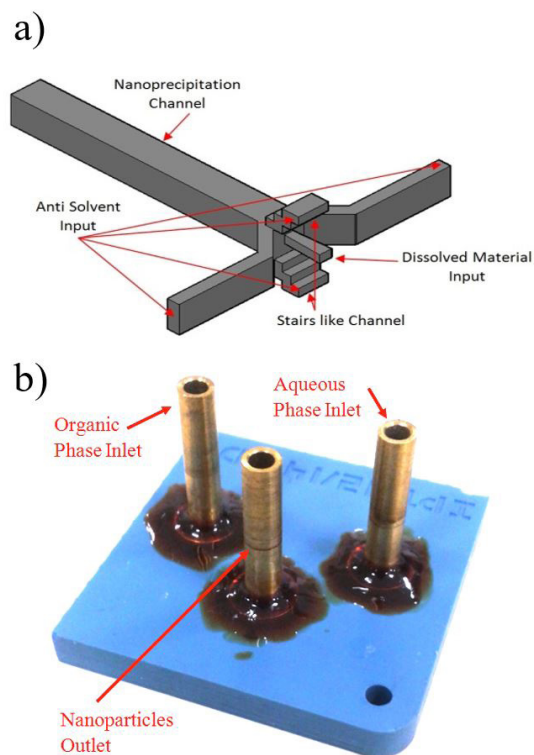 a)
Nanoprecipitation
Channel
Anti Solvent
Input
Dissolved Material
Input
Stairs like Channel
b)
Organic
Phase Inlet
Aqueous
Phase Inlet
Nanoparticles
Outlet